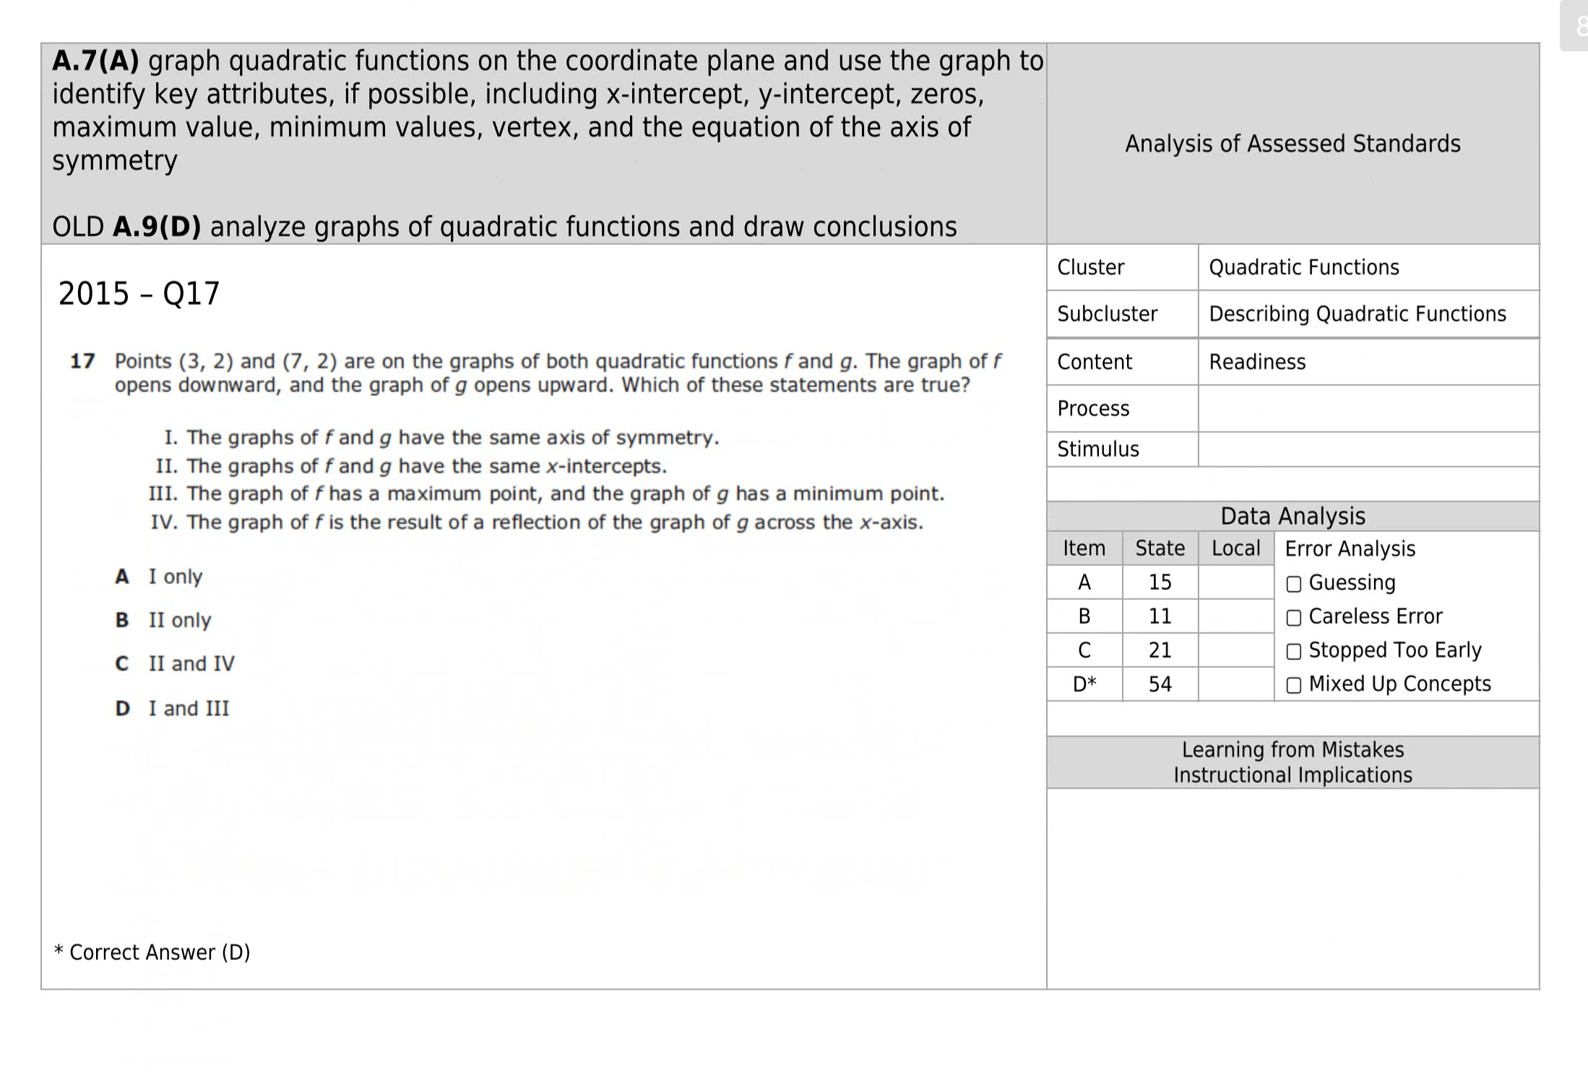 8
A.7(A) graph quadratic functions on the coordinate plane and use the graph to
identify key attributes, if possible, including x-intercept, y-intercept, zeros,
maximum value, minimum values, vertex, and the equation of the axis of
symmetry
OLD A.9(D) analyze graphs of quadratic functions and draw conclusions
Analysis of Assessed Standards
2015 – Q17
17 Points (3, 2) and (7, 2) are on the graphs of both quadratic functions f and g. The graph of f
opens downward, and the graph of g opens upward. Which of these statements are true?
I. The graphs of f and g have the same axis of symmetry.
II. The graphs of f and g have the same x-intercepts.
III. The graph of f has a maximum point, and the graph of g has a minimum point.
IV. The graph of f is the result of a reflection of the graph of g across the x-axis.
A I only
B II only
C II and IV
D I and III
* Correct Answer (D)
Cluster Quadratic Functions
Subcluster Describing Quadratic Functions
Content Readiness
Process
Stimulus
Data Analysis
Item State Local Error Analysis
A 15 ▢ Guessing
B 11 ▢ Careless Error
C 21 ▢ Stopped Too Early
D* 54 ▢ Mixed Up Concepts
Learning from Mistakes
Instructional Implications